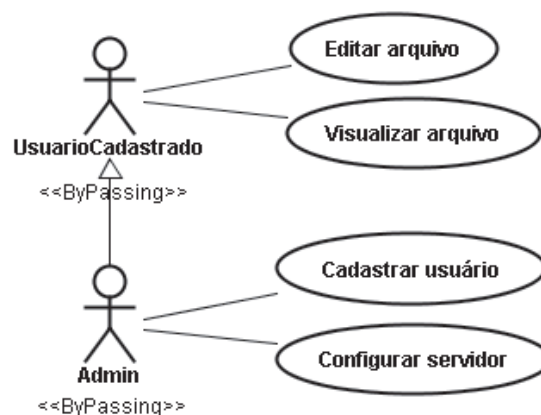 Editar arquivo
Visualizar arquivo
UsuarioCadastrado
<<ByPassing>>
Cadastrar usuário
Configurar servidor
Admin
<<ByPassing>>